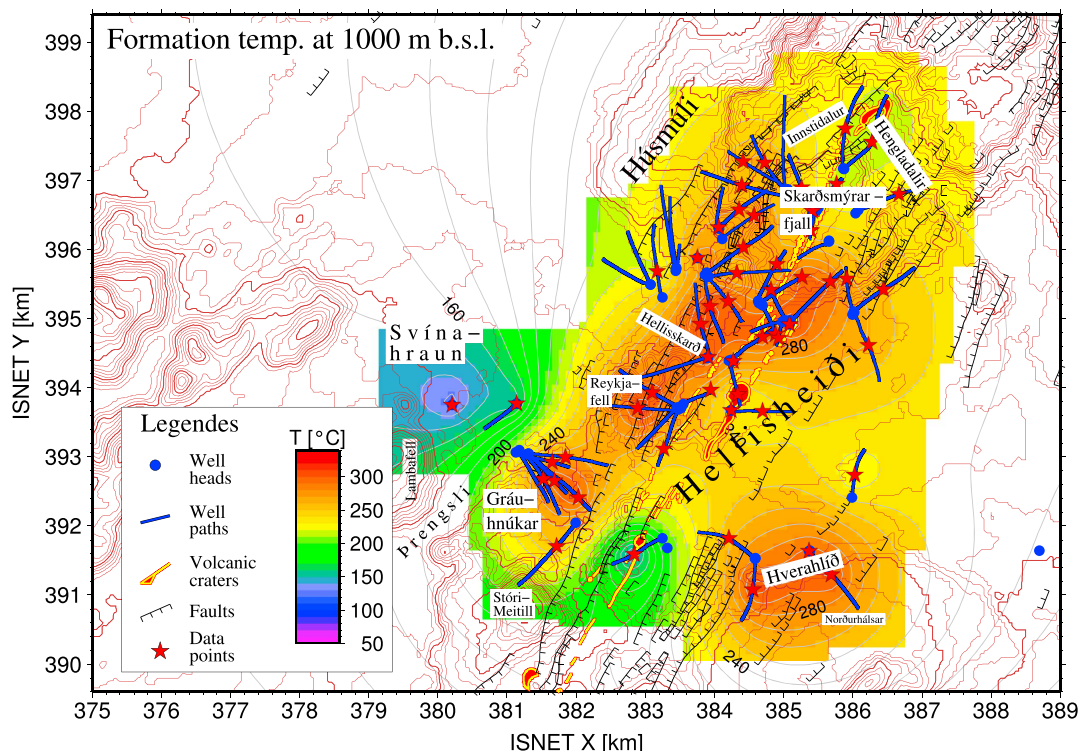 Formation temp. at 1000 m b.s.l.
399
398
397
396
395
394
393
392
391
390
ISNET Y [km]
Húsmúli
Innstidalur
Hengladalir
Skarðsmýrar –
fjall
160
Svína–
hraun
Hellisskarð
280
Reykja–
fell
Hellisheiði
240
Lambafell
200
240
Þrengsli
Gráu–
hnúkar
Stóri–
Meitill
Hverahlíð
280
Norðurhálsar
240
Legendes
Well
heads
Well
paths
Volcanic
craters
Faults
Data
points
T [°C]
300
250
200
150
100
50
375 376 377 378 379 380 381 382 383 384 385 386 387 388 389
ISNET X [km]